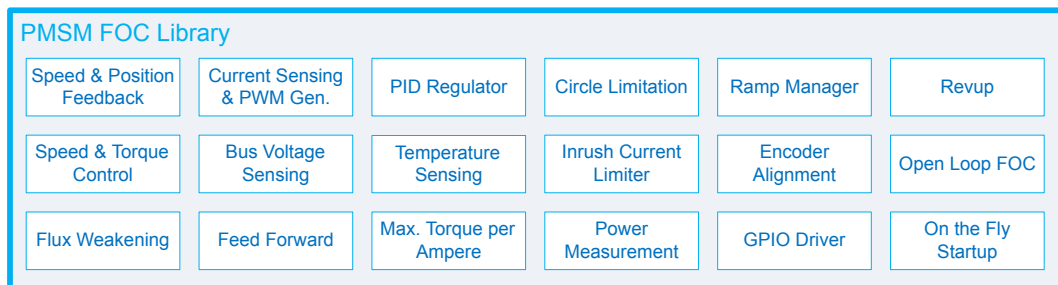 PMSM FOC Library
Speed & Position
Feedback
Current Sensing
& PWM Gen.
PID Regulator
Circle Limitation
Ramp Manager
Revup
Speed & Torque
Control
Bus Voltage
Sensing
Temperature
Sensing
Inrush Current
Limiter
Encoder
Alignment
Open Loop FOC
Flux Weakening
Feed Forward
Max. Torque per
Ampere
Power
Measurement
GPIO Driver
On the Fly
Startup